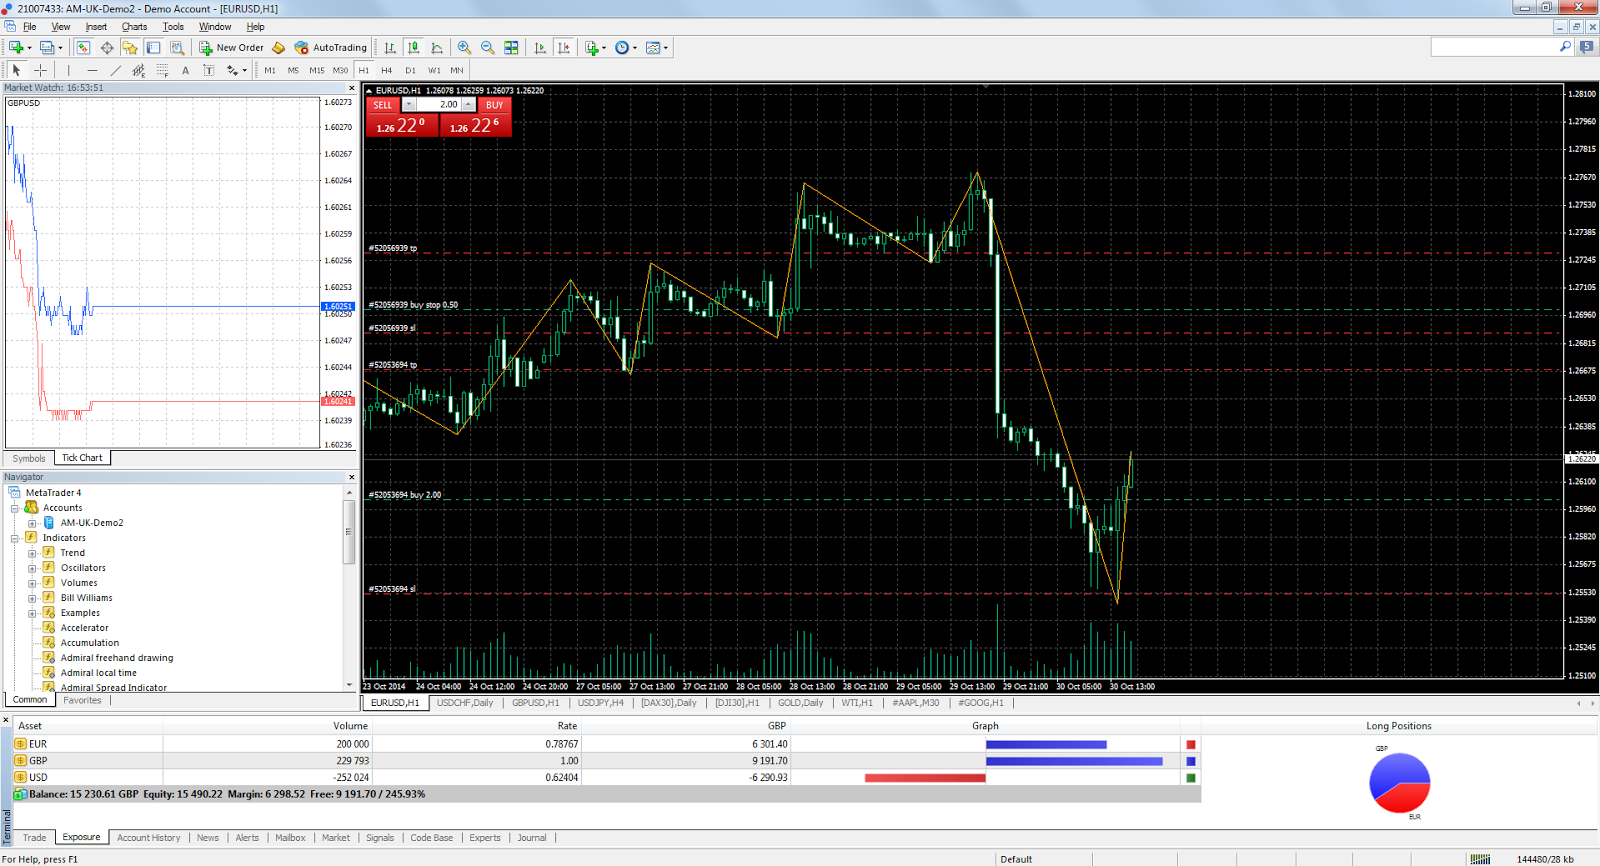 21007433: AM-UK-Demo2 - Demo Account - [EURUSD,H1]
File View Insert Charts Tools Window Help
New Order AutoTrading
5
A T M1 M5 M15 M30 H1 H4 D1 W1 MN
Market Watch: 16:53:51
GBPUSD
1.60273
1.60270
1.60267
1.60264
1.60261
1.60259
1.60256
1.60253
1.60251
1.60250
1.60247
1.60244
1.60242
1.60241
1.60239
1.60236
Symbols Tick Chart
Navigator
MetaTrader 4
Accounts
AM-UK-Demo2
Indicators
Trend
Oscillators
Volumes
Bill Williams
Examples
Accelerator
Accumulation
Admiral freehand drawing
Admiral local time
Admiral Spread Indicator
Common Favorites
EURUSD,H1 1.26078 1.26259 1.26073 1.26220
SELL 2.00 BUY
1.26 22 0 1.26 22 6
#52056939 tp
#52056939 buy stop 0.50
#52056939 sl
#52053694 tp
#52053694 buy 2.00
#52053694 sl
1.28100
1.27960
1.27815
1.27670
1.27530
1.27385
1.27245
1.27105
1.26960
1.26815
1.26675
1.26530
1.26385
1.26245
1.26220
1.26100
1.25960
1.25820
1.25675
1.25530
1.25390
1.25245
1.25100
23 Oct 2014 24 Oct 04:00 24 Oct 12:00 24 Oct 20:00 27 Oct 05:00 27 Oct 13:00 27 Oct 21:00 28 Oct 05:00 28 Oct 13:00 28 Oct 21:00 29 Oct 05:00 29 Oct 13:00 29 Oct 21:00 30 Oct 05:00 30 Oct 13:00
EURUSD,H1 USDCHF,Daily GBPUSD,H1 USDJPY,H4 [DAX30],Daily [DJI30],H1 GOLD,Daily WTI,H1 #AAPL,M30 #GOOG,H1
Asset Volume Rate GBP Graph Long Positions
EUR 200 000 0.78767 6 301.40
GBP 229 793 1.00 9 191.70
USD -252 024 0.62404 -6 290.93
Balance: 15 230.61 GBP Equity: 15 490.22 Margin: 6 298.52 Free: 9 191.70 / 245.93%
GBP
EUR
Terminal
Trade Exposure Account History News Alerts Mailbox Market Signals Code Base Experts Journal
For Help, press F1 Default 144480/28 kb